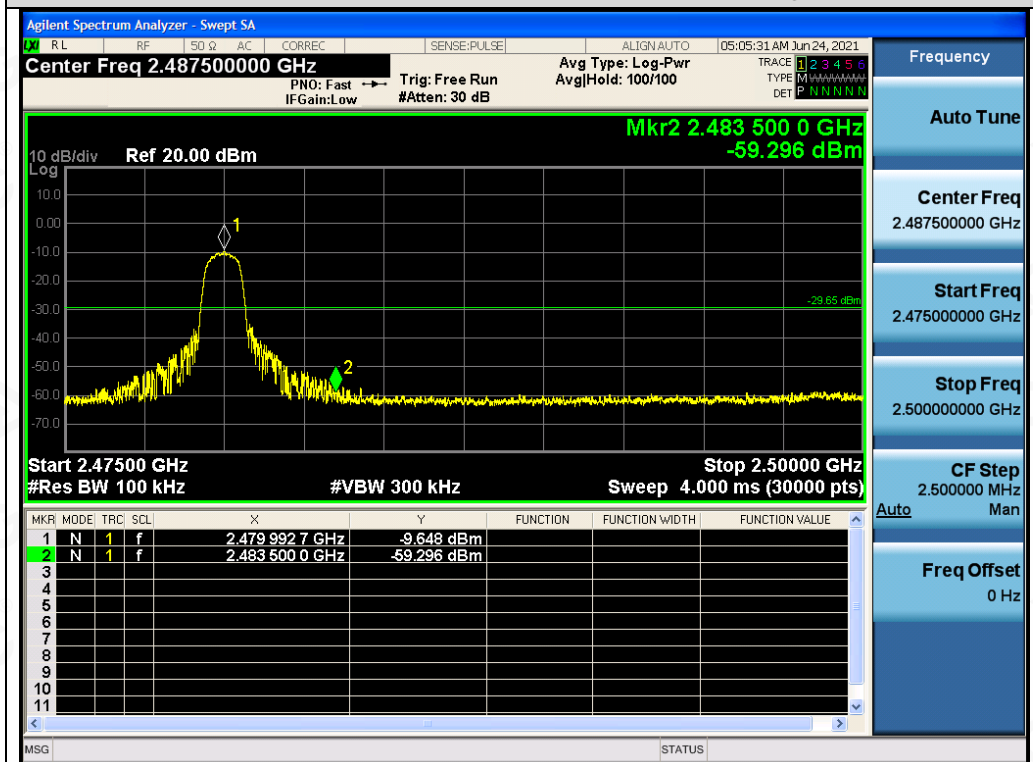 Agilent Spectrum Analyzer - Swept SA
LXI RL RF 50 Ω AC CORREC SENSE:PULSE ALIGN AUTO 05:05:31 AM Jun 24, 2021
Center Freq 2.487500000 GHz
PNO: Fast
IFGain:Low
Trig: Free Run
#Atten: 30 dB
Avg Type: Log-Pwr
Avg|Hold: 100/100
TRACE 1 2 3 4 5 6
TYPE M
DET P N N N N N
Mkr2 2.483 500 0 GHz
-59.296 dBm
10 dB/div Ref 20.00 dBm
Log
10.0
0.00
-10.0
-20.0
-30.0
-40.0
-50.0
-60.0
-70.0
1
2
-29.65 dBm
Start 2.47500 GHz Stop 2.50000 GHz
#Res BW 100 kHz #VBW 300 kHz Sweep 4.000 ms (30000 pts)
MKR MODE TRC SCL X Y FUNCTION FUNCTION WIDTH FUNCTION VALUE
1 N 1 f 2.479 992 7 GHz -9.648 dBm
2 N 1 f 2.483 500 0 GHz -59.296 dBm
3
4
5
6
7
8
9
10
11
MSG STATUS
Frequency
Auto Tune
Center Freq
2.487500000 GHz
Start Freq
2.475000000 GHz
Stop Freq
2.500000000 GHz
CF Step
2.500000 MHz
Auto Man
Freq Offset
0 Hz